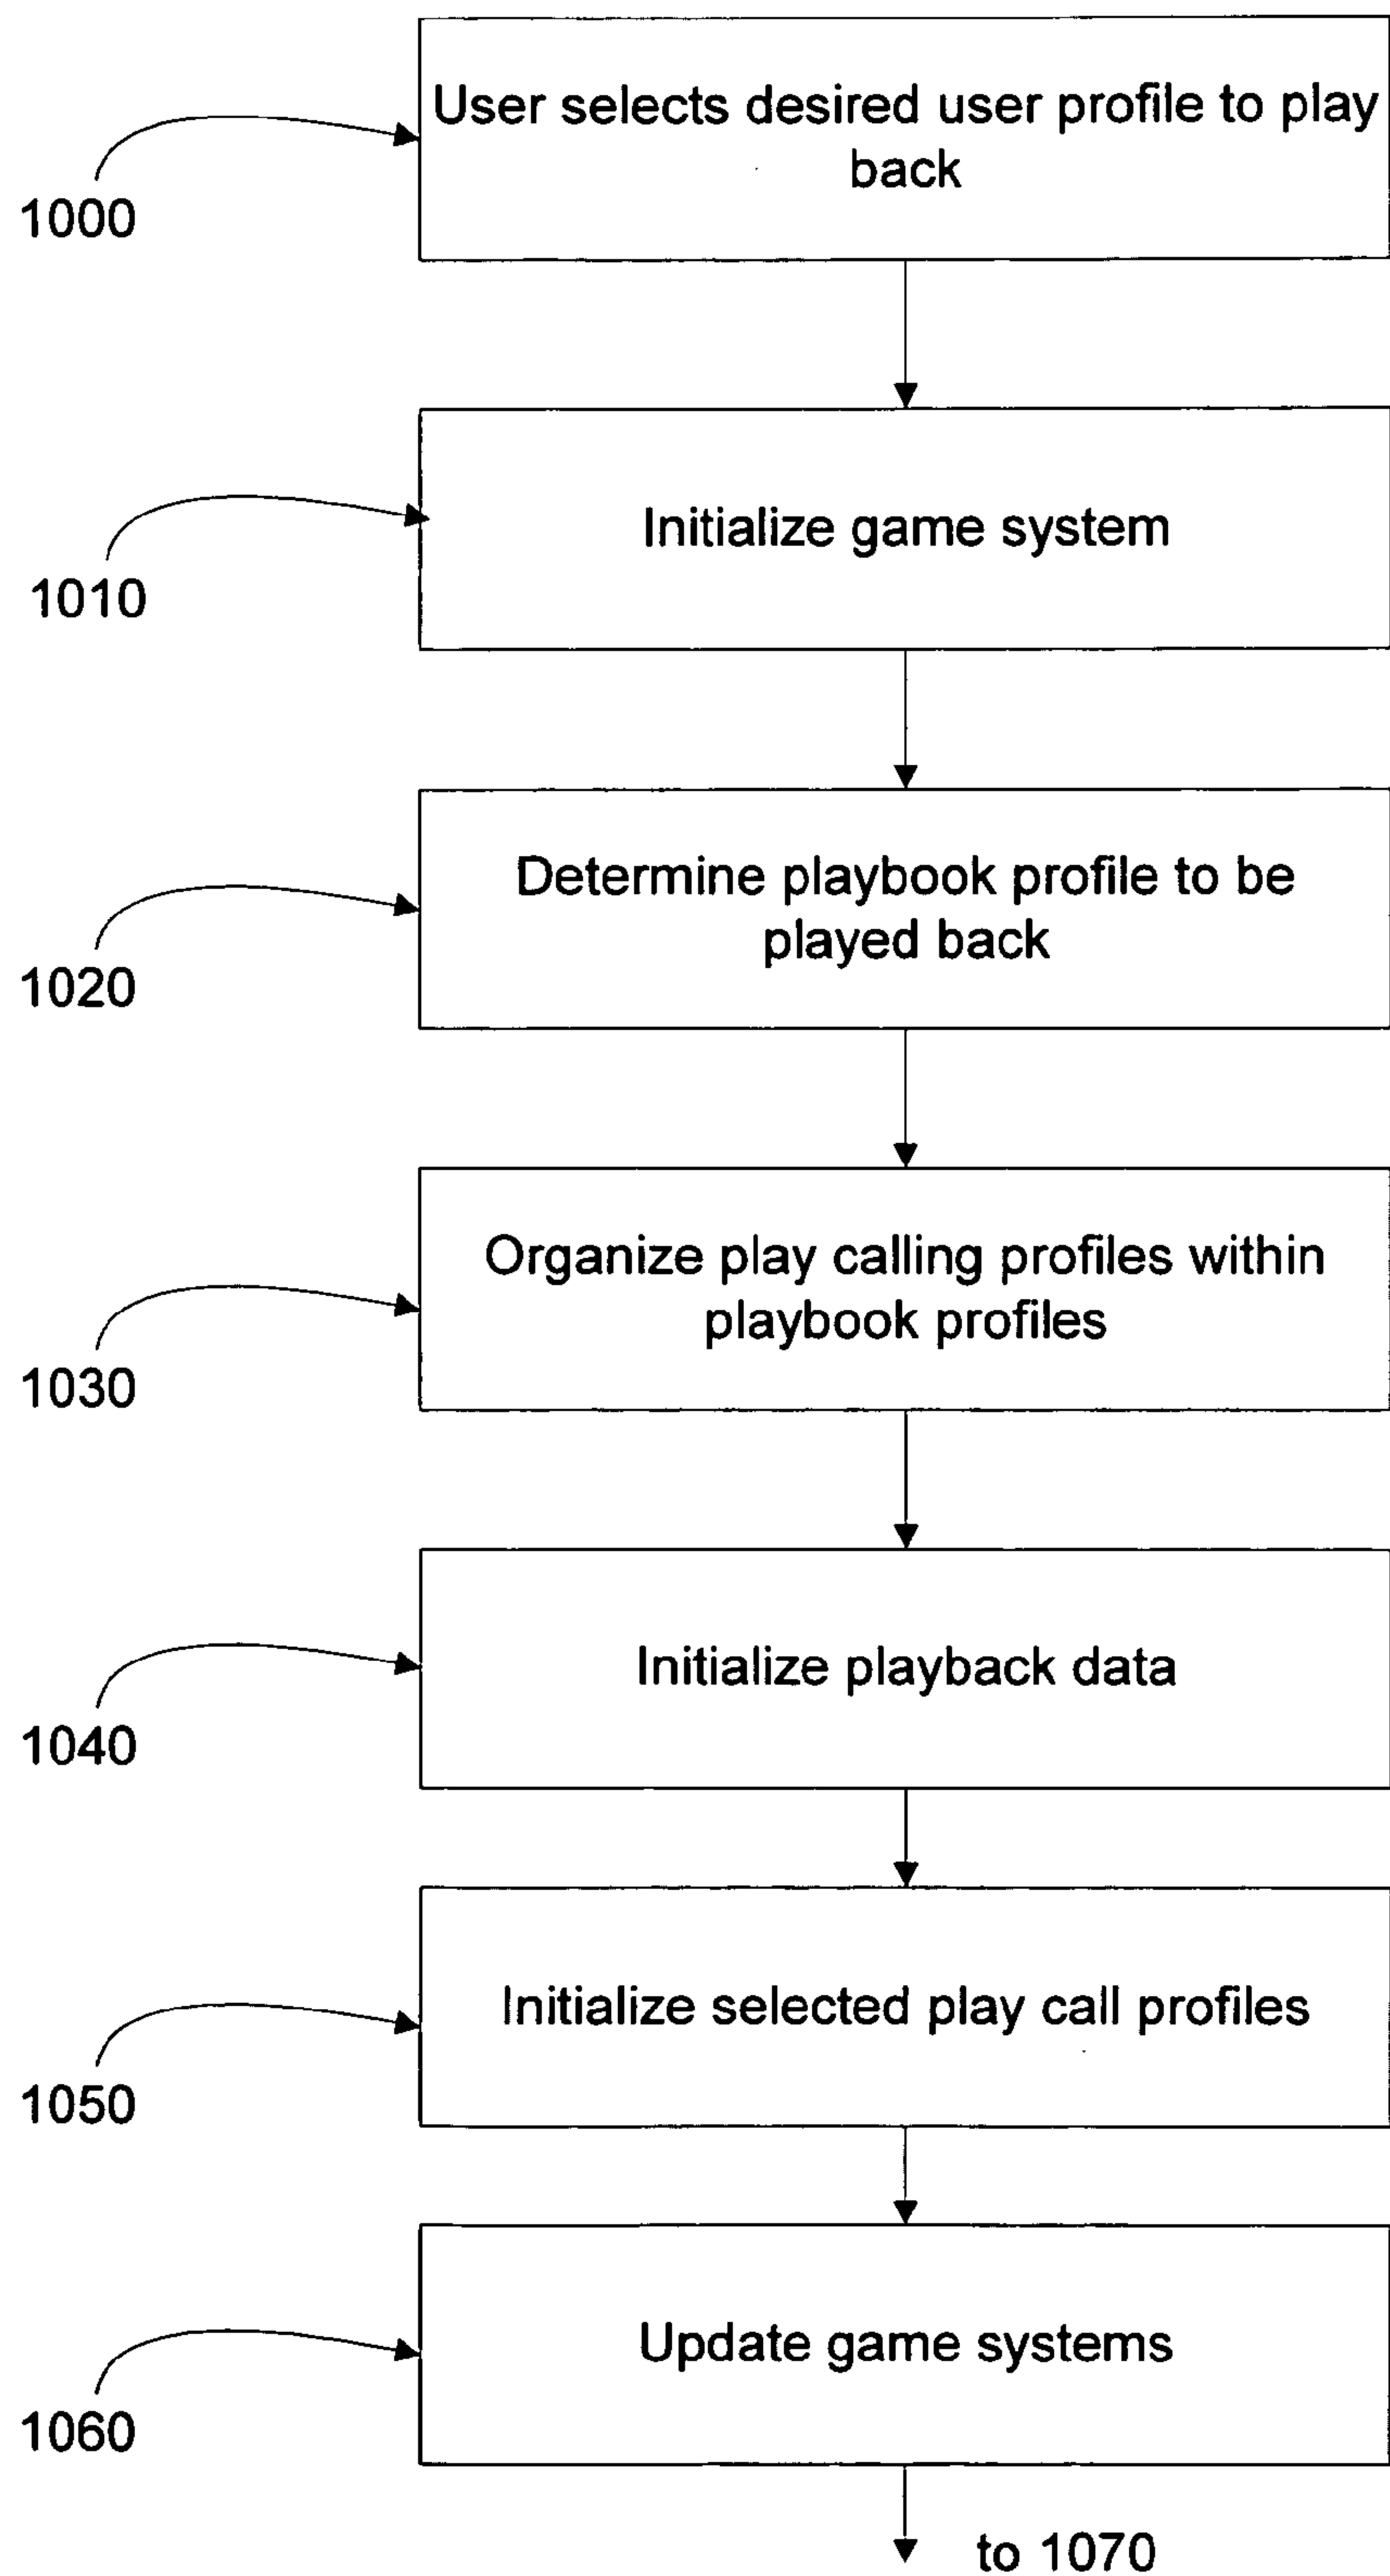 User selects desired user profile to play
back
1000
Initialize game system
1010
Determine playbook profile to be
played back
1020
Organize play calling profiles within
playbook profiles
1030
Initialize playback data
1040
Initialize selected play call profiles
1050
Update game systems
1060
to 1070